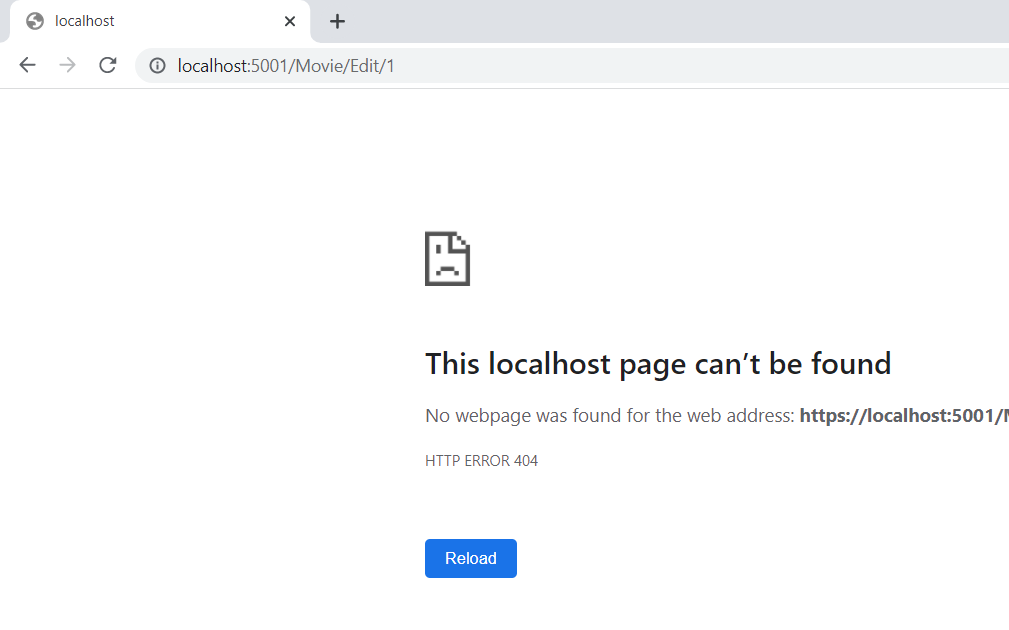 localhost
localhost:5001/Movie/Edit/1
This localhost page can’t be found
No webpage was found for the web address: https://localhost:5001/
HTTP ERROR 404
Reload